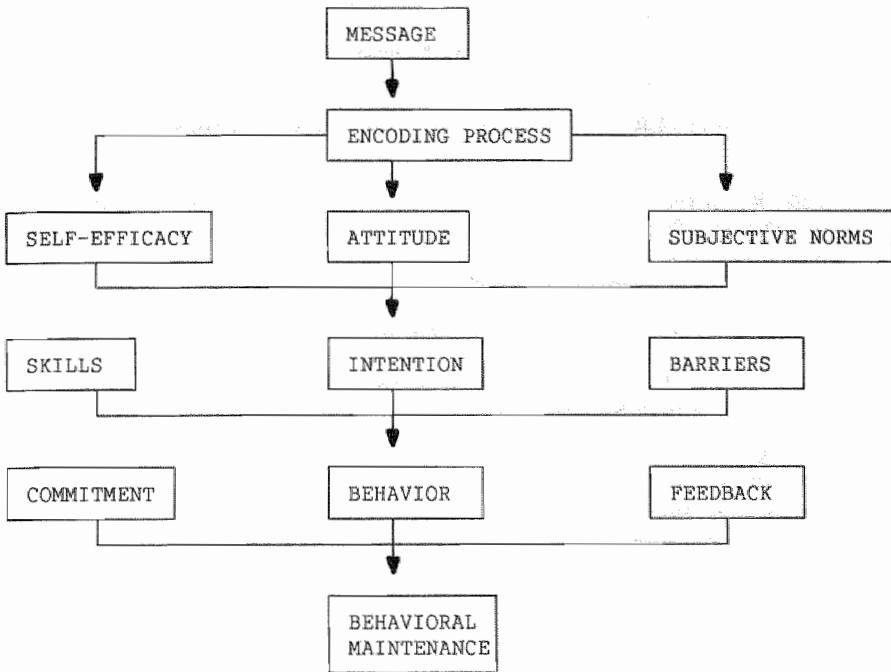 MESSAGE
ENCODING PROCESS
SELF-EFFICACY
ATTITUDE
SUBJECTIVE NORMS
SKILLS
INTENTION
BARRIERS
COMMITMENT
BEHAVIOR
FEEDBACK
BEHAVIORAL
MAINTENANCE